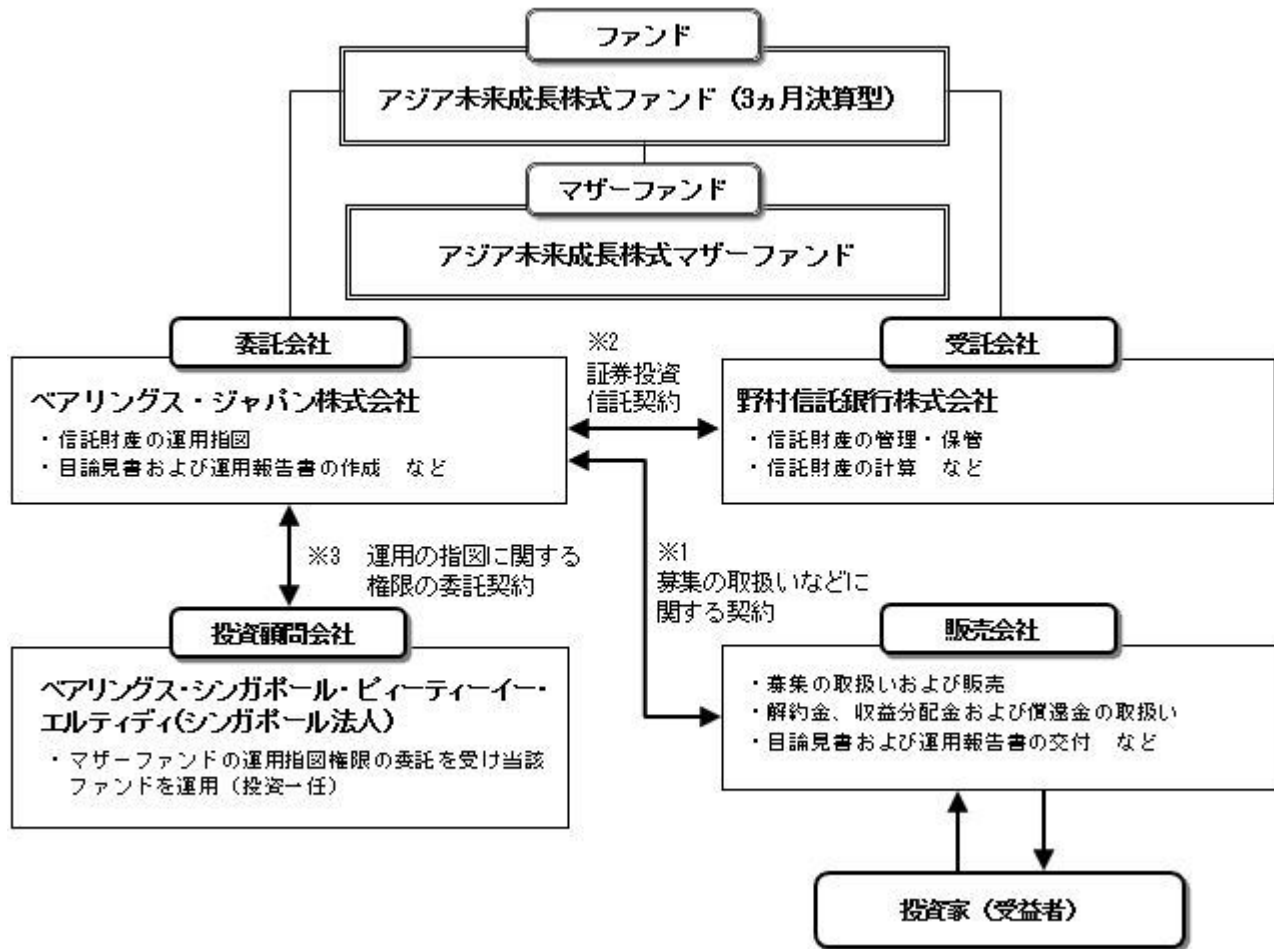 ファンド
アジア未来成長株式ファンド（3ヵ月決算型）
マザーファンド
アジア未来成長株式マザーファンド
委託会社
ベアリングス・ジャパン株式会社
・信託財産の運用指図
・目論見書および運用報告書の作成　など
※2
証券投資
信託契約
受託会社
野村信託銀行株式会社
・信託財産の管理・保管
・信託財産の計算　など
※3　運用の指図に関する
権限の委託契約
※1
募集の取扱いなどに
関する契約
投資顧問会社
ベアリングス・シンガポール・ピィーティーイー・
エルティディ(シンガポール法人)
・マザーファンドの運用指図権限の委託を受け当該
ファンドを運用（投資一任）
販売会社
・募集の取扱いおよび販売
・解約金、収益分配金および償還金の取扱い
・目論見書および運用報告書の交付　など
投資家（受益者）